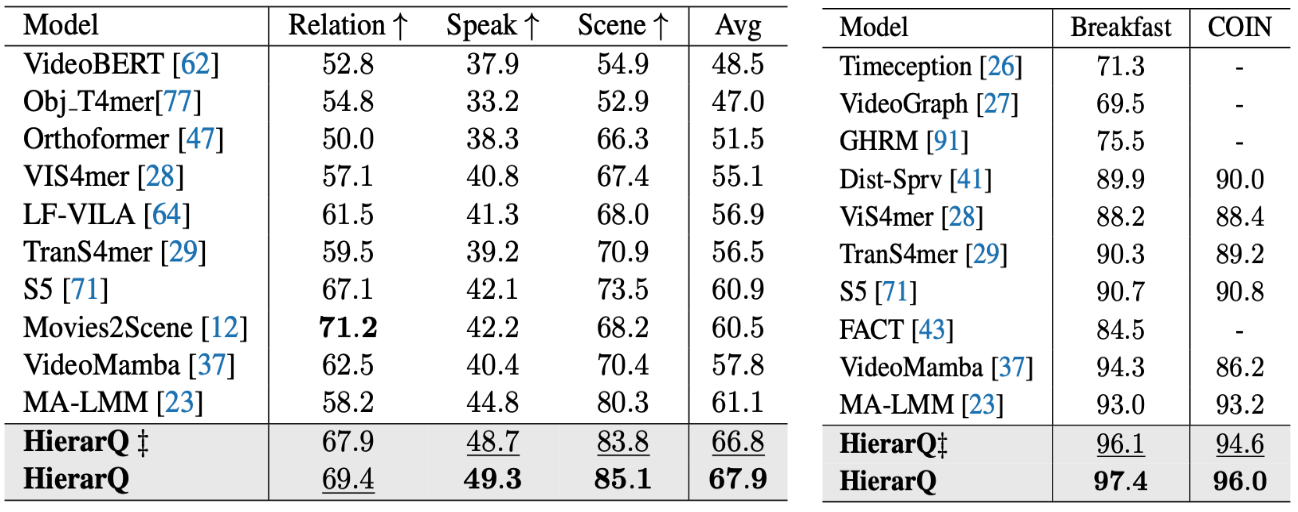 Model Relation ↑ Speak ↑ Scene ↑ Avg
VideoBERT [62] 52.8 37.9 54.9 48.5
Obj_T4mer[77] 54.8 33.2 52.9 47.0
Orthoformer [47] 50.0 38.3 66.3 51.5
VIS4mer [28] 57.1 40.8 67.4 55.1
LF-VILA [64] 61.5 41.3 68.0 56.9
TranS4mer [29] 59.5 39.2 70.9 56.5
S5 [71] 67.1 42.1 73.5 60.9
Movies2Scene [12] 71.2 42.2 68.2 60.5
VideoMamba [37] 62.5 40.4 70.4 57.8
MA-LMM [23] 58.2 44.8 80.3 61.1
HierarQ ‡ 67.9 48.7 83.8 66.8
HierarQ 69.4 49.3 85.1 67.9
Model Breakfast COIN
Timeception [26] 71.3 -
VideoGraph [27] 69.5 -
GHRM [91] 75.5 -
Dist-Sprv [41] 89.9 90.0
ViS4mer [28] 88.2 88.4
TranS4mer [29] 90.3 89.2
S5 [71] 90.7 90.8
FACT [43] 84.5 -
VideoMamba [37] 94.3 86.2
MA-LMM [23] 93.0 93.2
HierarQ‡ 96.1 94.6
HierarQ 97.4 96.0